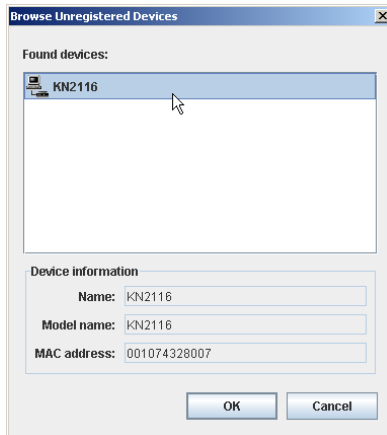 Browse Unregistered Devices
Found devices:
KN2116
Device information
Name: KN2116
Model name: KN2116
MAC address: 001074328007
OK Cancel